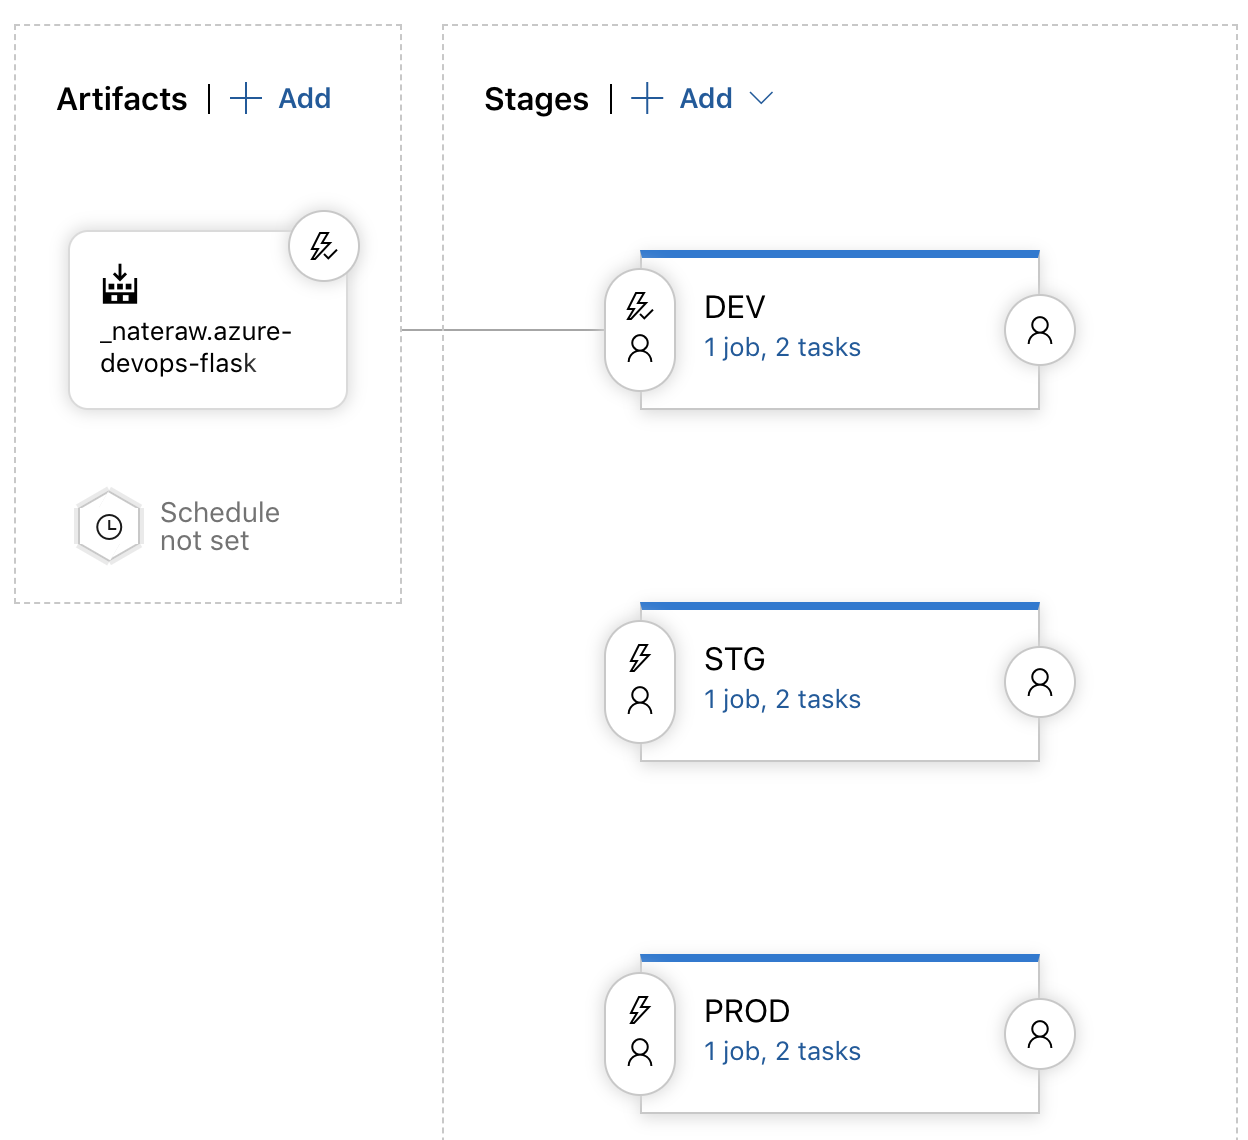 Artifacts | + Add
_nateraw.azure-
devops-flask
Schedule
not set
Stages | + Add
DEV
1 job, 2 tasks
STG
1 job, 2 tasks
PROD
1 job, 2 tasks